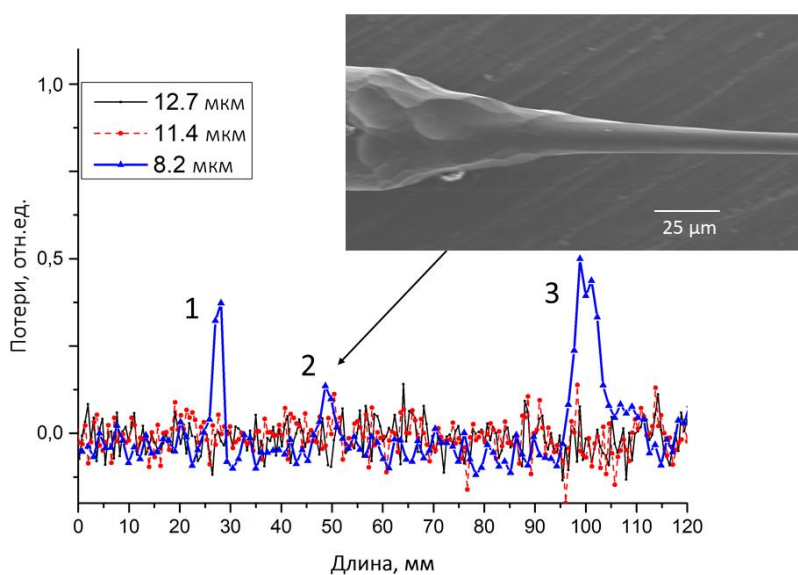 1,0
0,5
0,0
Потери, отн.ед.
12.7 мкм
11.4 мкм
8.2 мкм
25 µm
1
2
3
0 10 20 30 40 50 60 70 80 90 100 110 120
Длина, мм